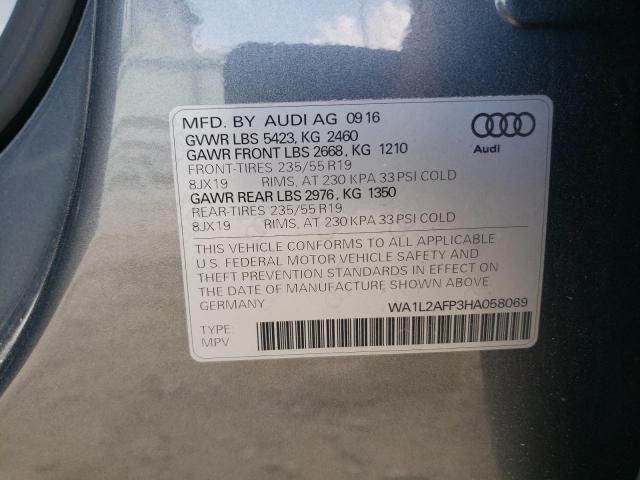 MFD. BY AUDI AG 09 16
GVWR LBS 5423, KG 2460
GAWR FRONT LBS 2668, KG 1210
FRONT-TIRES 235/55 R19
8JX19 RIMS, AT 230 KPA 33 PSI COLD
GAWR REAR LBS 2976, KG 1350
REAR-TIRES 235/55 R19
8JX19 RIMS, AT 230 KPA 33 PSI COLD
Audi
THIS VEHICLE CONFORMS TO ALL APPLICABLE
U.S. FEDERAL MOTOR VEHICLE SAFETY AND
THEFT PREVENTION STANDARDS IN EFFECT ON
THE DATE OF MANUFACTURE SHOWN ABOVE.
GERMANY
WA1L2AFP3HA058069
TYPE:
MPV